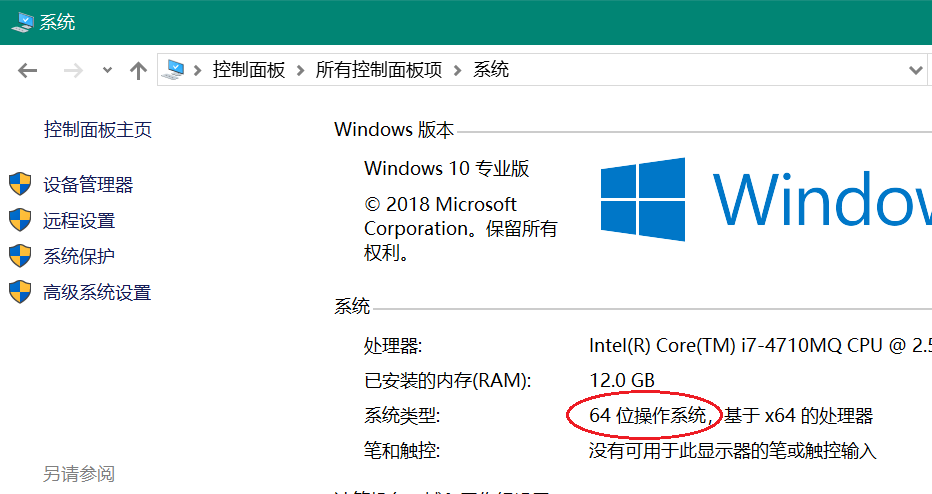 系统
控制面板 所有控制面板项 系统
控制面板主页
设备管理器
远程设置
系统保护
高级系统设置
另请参阅
Windows 版本
Windows 10 专业版
© 2018 Microsoft
Corporation。保留所有
权利。
Window
系统
处理器: Intel(R) Core(TM) i7-4710MQ CPU @ 2.5
已安装的内存(RAM): 12.0 GB
系统类型: 64 位操作系统, 基于 x64 的处理器
笔和触控: 没有可用于此显示器的笔或触控输入